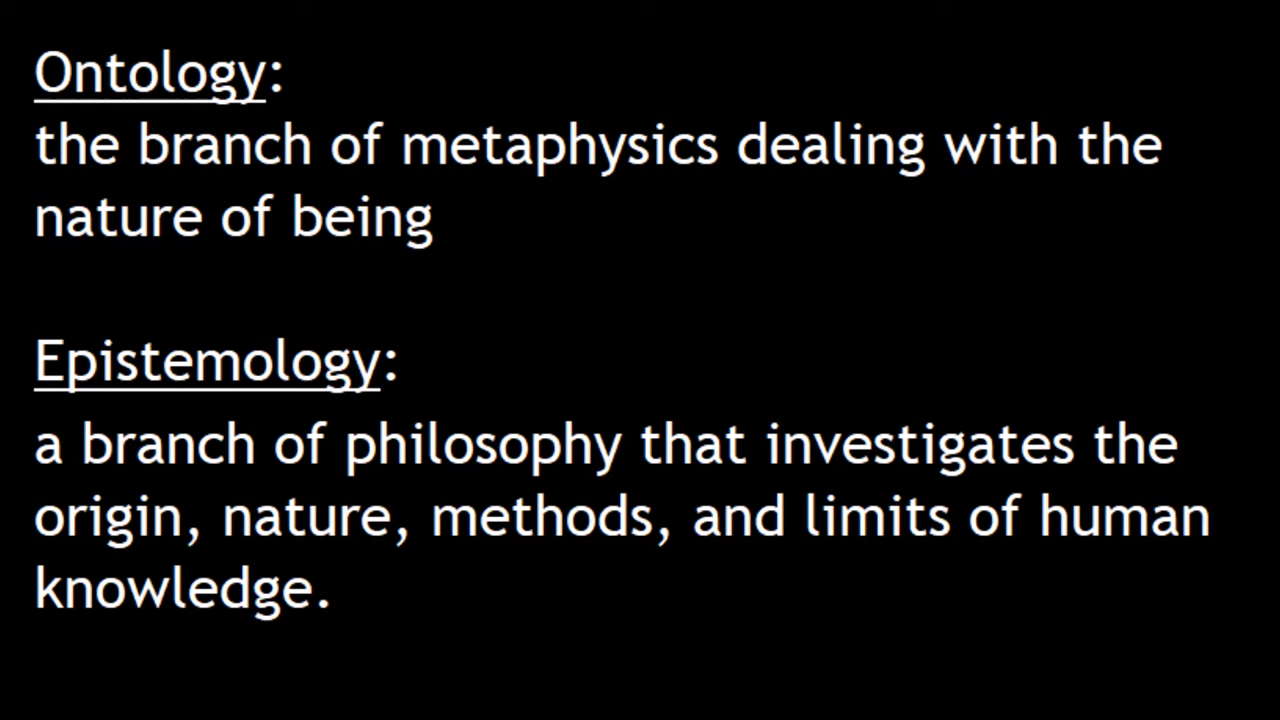 Ontology:
the branch of metaphysics dealing with the
nature of being
Epistemology:
a branch of philosophy that investigates the
origin, nature, methods, and limits of human
knowledge.